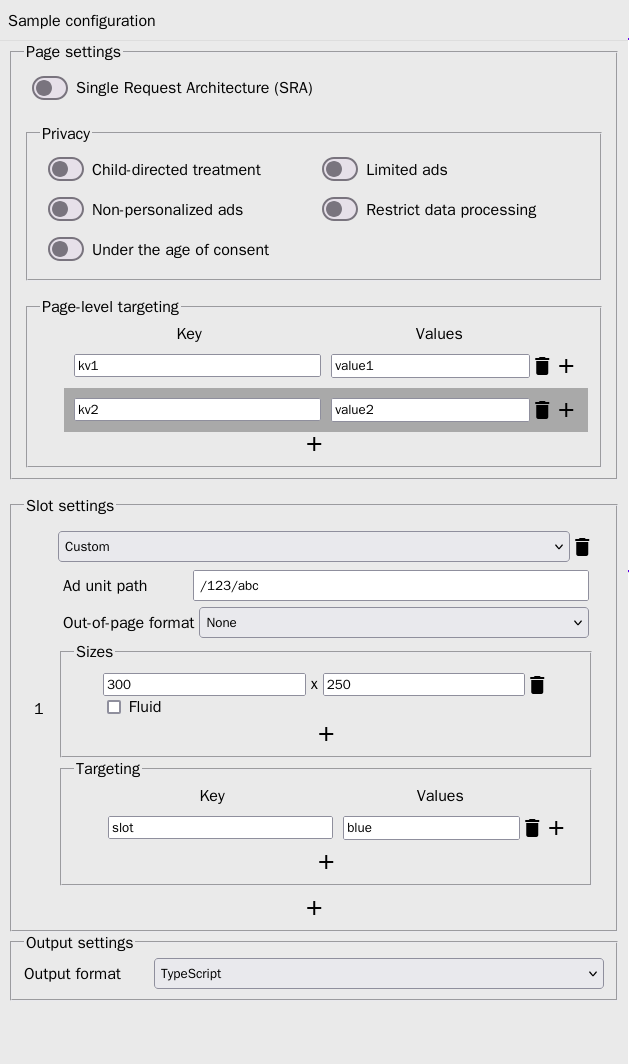 Sample configuration
Page settings
Single Request Architecture (SRA)
Privacy
Child-directed treatment
Limited ads
Non-personalized ads
Restrict data processing
Under the age of consent
Page-level targeting
Key Values
kv1 value1
kv2 value2
Slot settings
Custom
Ad unit path /123/abc
Out-of-page format None
Sizes
300 x 250
1
Fluid
Targeting
Key Values
slot blue
Output settings
Output format TypeScript